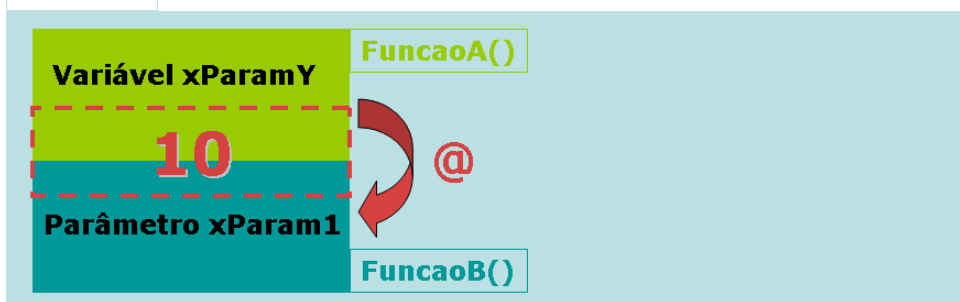 FuncaoA()
Variável xParamY
10
@
Parâmetro xParam1
FuncaoB()